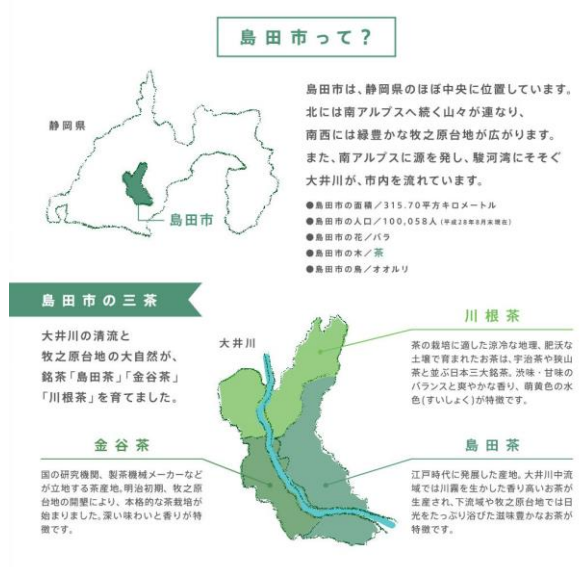 島田市って？
島田市は、静岡県のほぼ中央に位置しています。
北には南アルプスへ続く山々が連なり、
南西には緑豊かな牧之原台地が広がります。
また、南アルプスに源を発し、駿河湾にそそぐ
大井川が、市内を流れています。
●島田市の面積／315.70平方キロメートル
●島田市の人口／100,058人（平成28年8月末現在）
●島田市の花／バラ
●島田市の木／茶
●島田市の鳥／オオルリ
静岡県
島田市
島田市の三茶
大井川の清流と
牧之原台地の大自然が、
銘茶「島田茶」「金谷茶」
「川根茶」を育てました。
大井川
川根茶
茶の栽培に適した涼冷な地理、肥沃な
土壌で育まれたお茶は、宇治茶や狭山
茶と並ぶ日本三大銘茶。渋味・甘味の
バランスと爽やかな香り、萌黄色の水
色(すいしょく)が特徴です。
金谷茶
国の研究機関、製茶機械メーカーなど
が立地する茶産地。明治初期、牧之原
台地の開墾により、本格的な茶栽培が
始まりました。深い味わいと香りが特
徴です。
島田茶
江戸時代に発展した産地。大井川中流
域では川霧を生かした香り高いお茶が
生産され、下流域や牧之原台地では日
光をたっぷり浴びた滋味豊かなお茶が
特徴です。